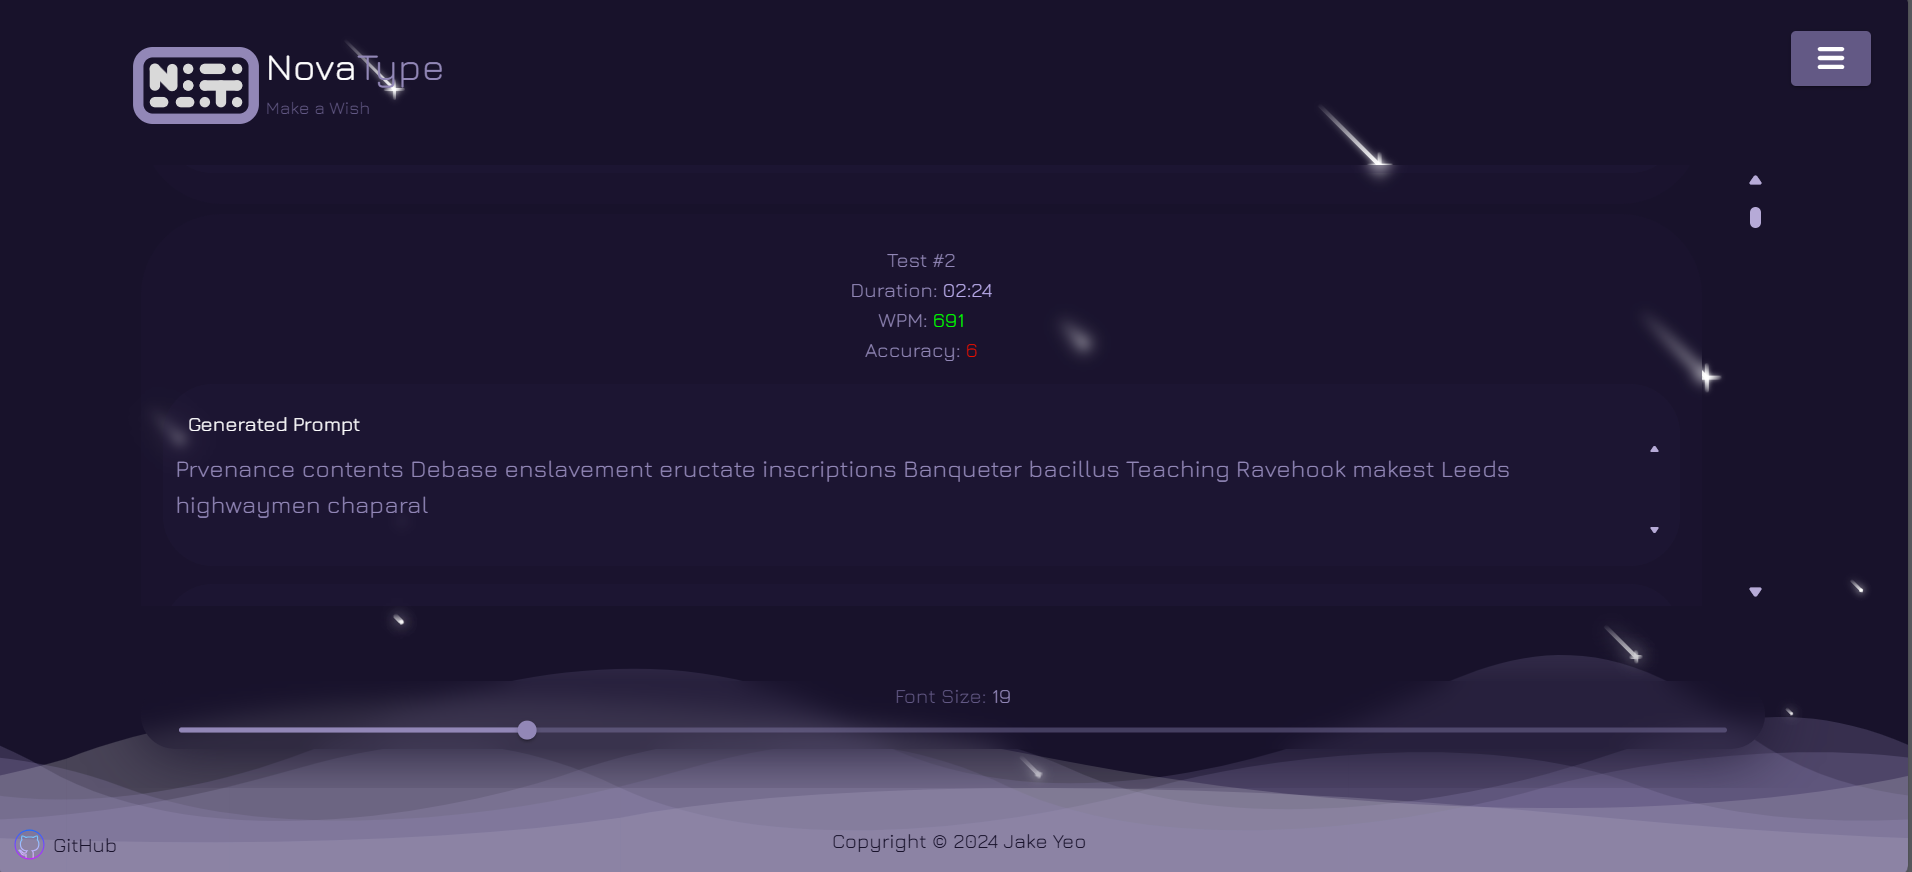 NovaType
Make a Wish
Test #2
Duration: 02:24
WPM: 691
Accuracy: 6
Generated Prompt
Prvenance contents Debase enslavement eructate inscriptions Banqueter bacillus Teaching Ravehook makest Leeds
highwaymen chaparal
Font Size: 19
GitHub
Copyright © 2024 Jake Yeo